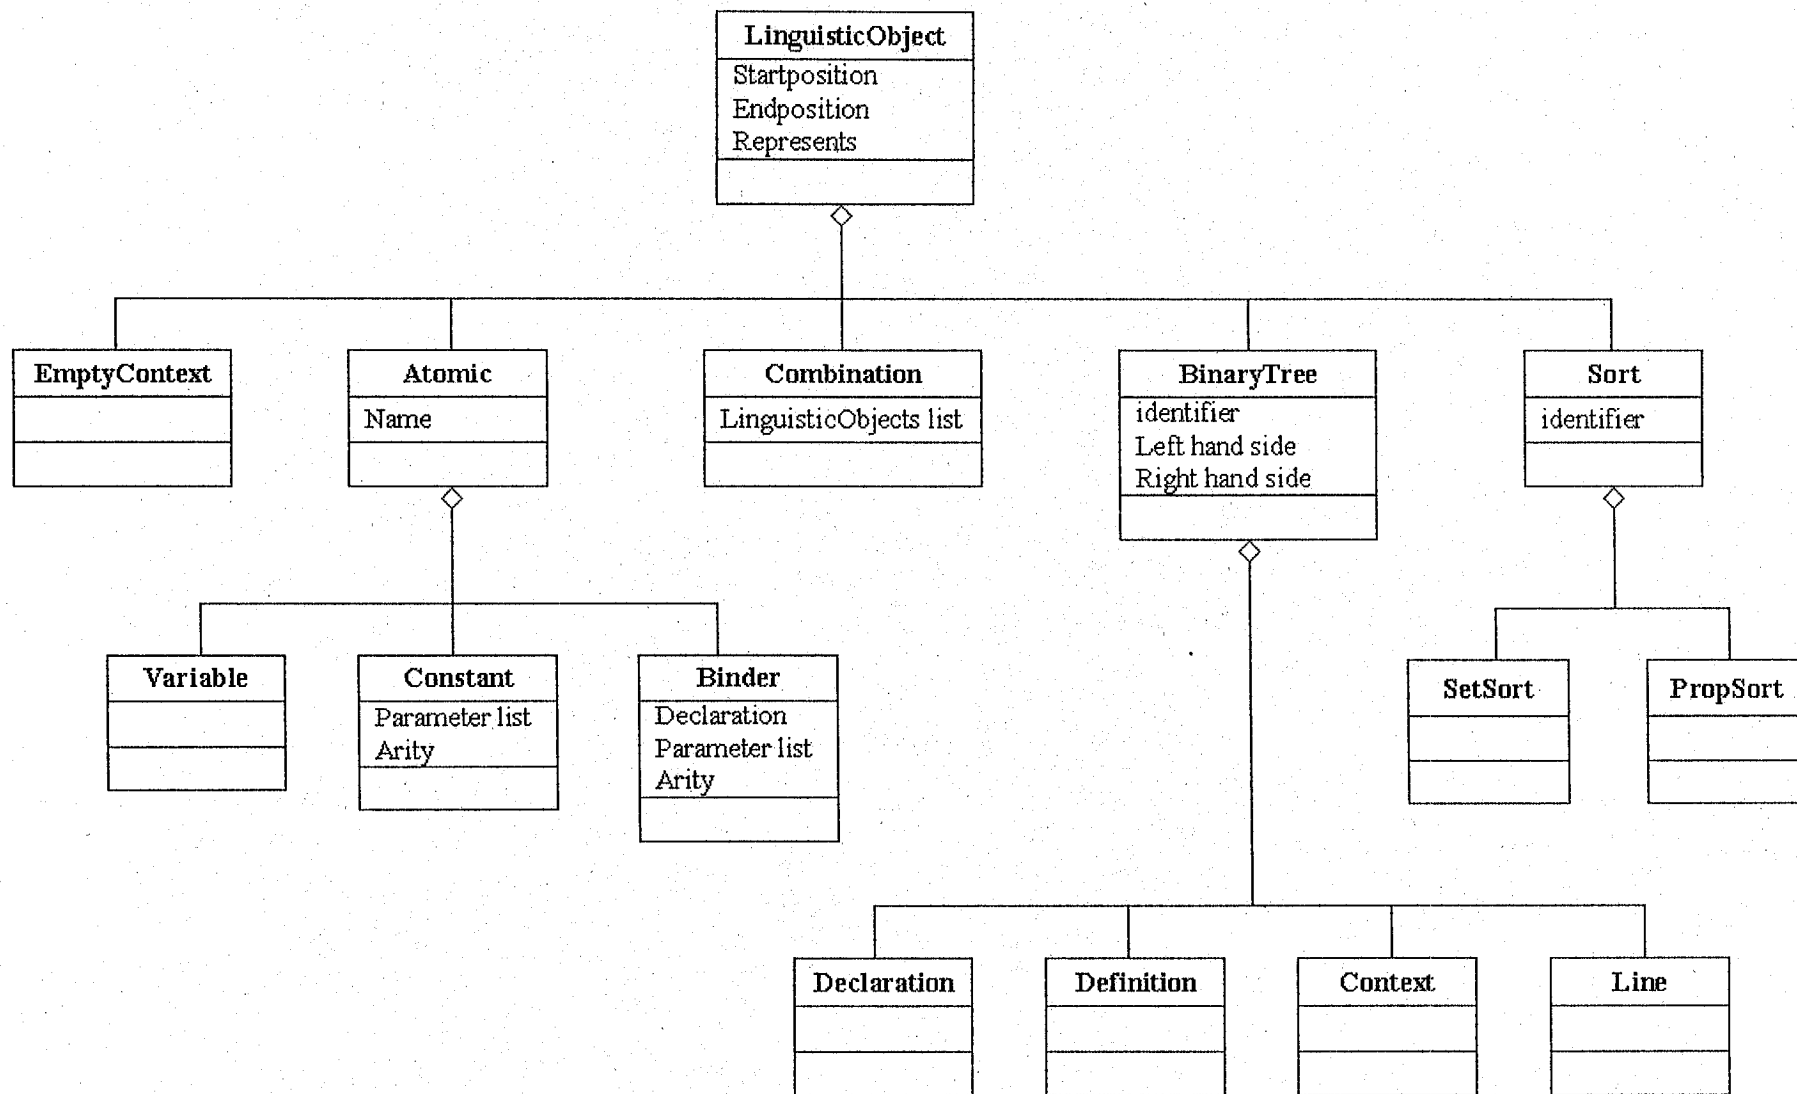 LinguisticObject
Startposition
Endposition
Represents
EmptyContext
Atomic
Name
Combination
LinguisticObjects list
BinaryTree
identifier
Left hand side
Right hand side
Sort
identifier
Variable
Constant
Parameter list
Arity
Binder
Declaration
Parameter list
Arity
SetSort
PropSort
Declaration
Definition
Context
Line